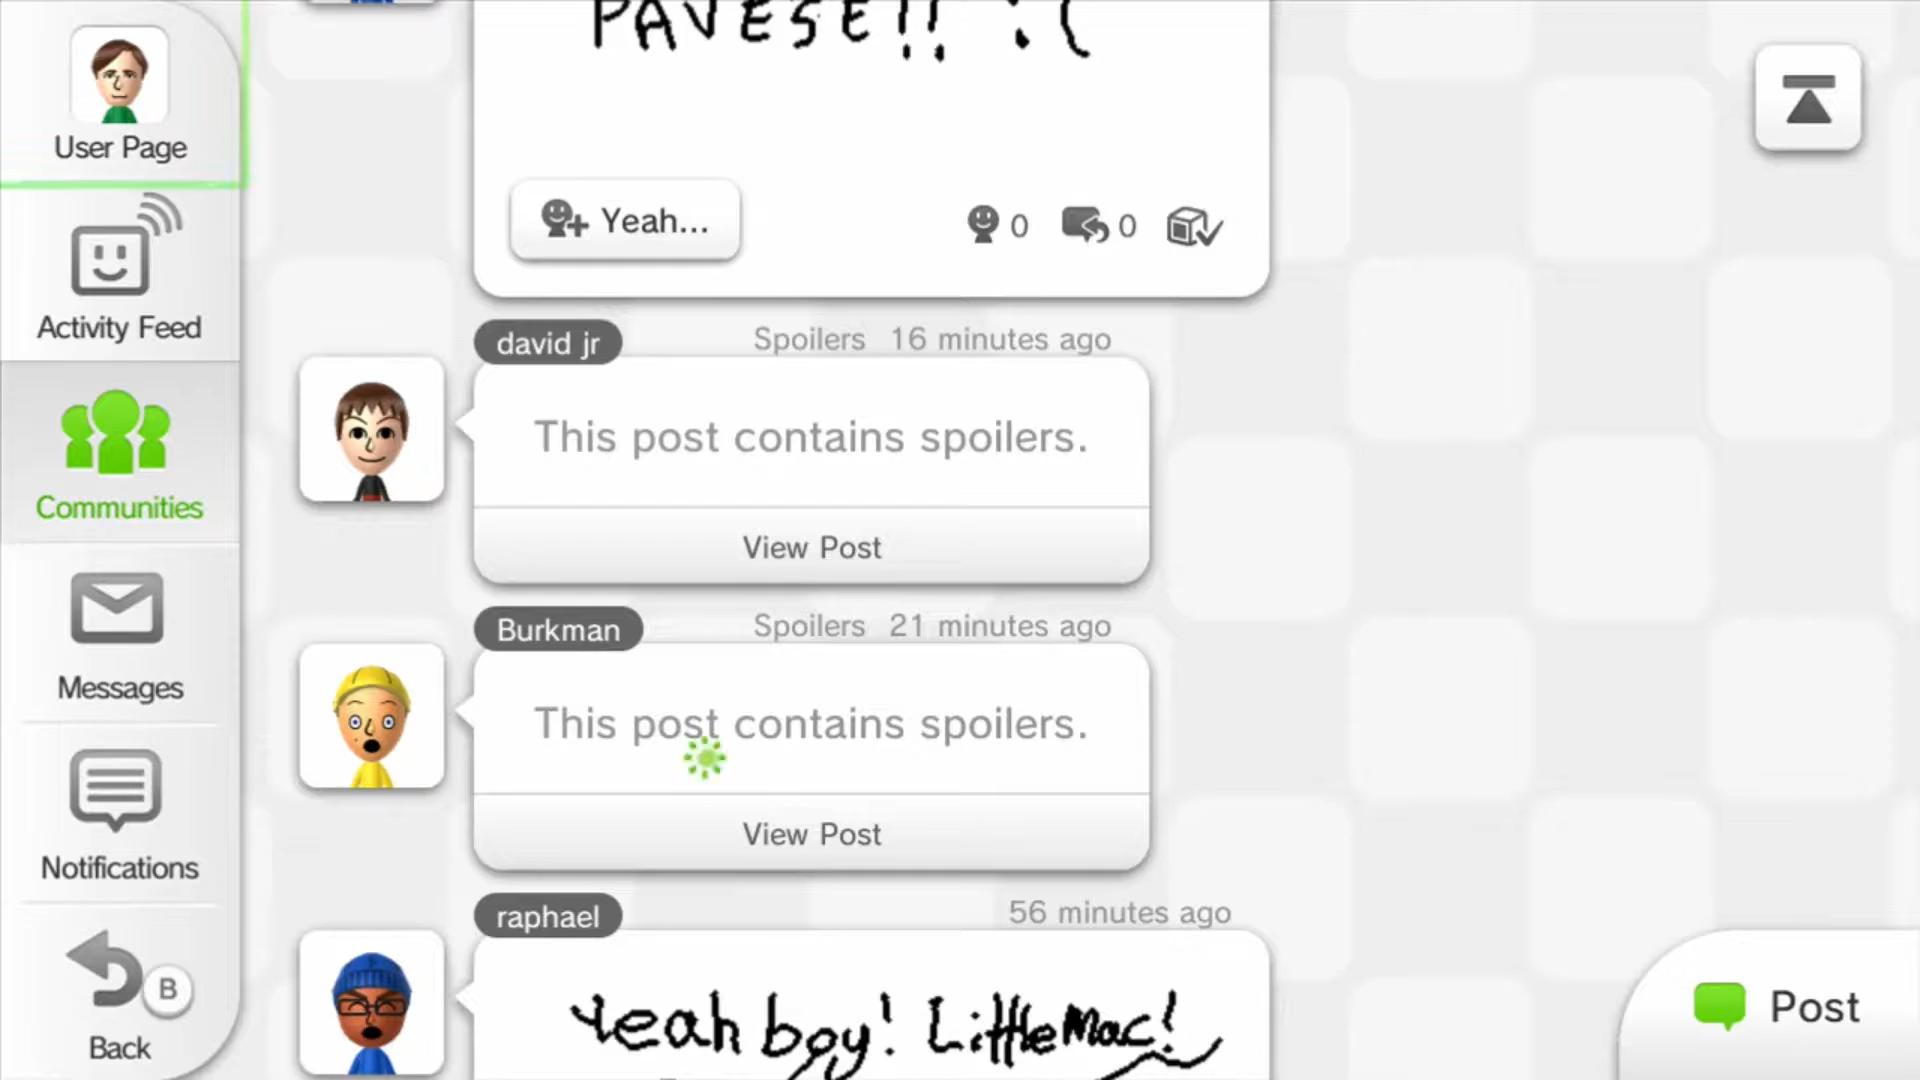 PAVESE!! :(
User Page
Yeah...
0
0
Activity Feed
david jr
Spoilers 16 minutes ago
This post contains spoilers.
View Post
Communities
Burkman
Spoilers 21 minutes ago
This post contains spoilers.
View Post
Messages
Notifications
raphael
56 minutes ago
Yeah boy! Little Mac!
B
Back
Post